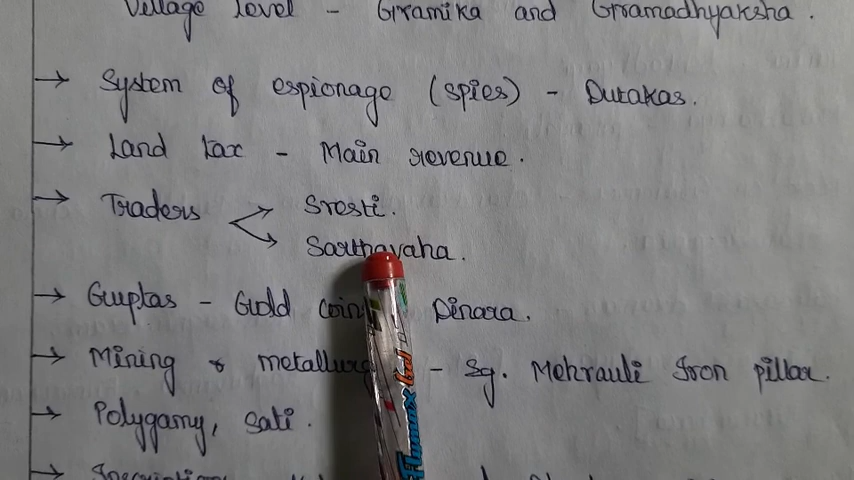 Village level - Gramika and Gramadhyaksha.
→ System of espionage (spies) - Dutakas.
→ Land tax - Main revenue.
→ Traders → Sresti.
→ Sarthavaha.
→ Guptas - Gold coin Dinara.
→ Mining & - Eg. Mehrauli Iron pillar.
→ Polygamy, Sati.